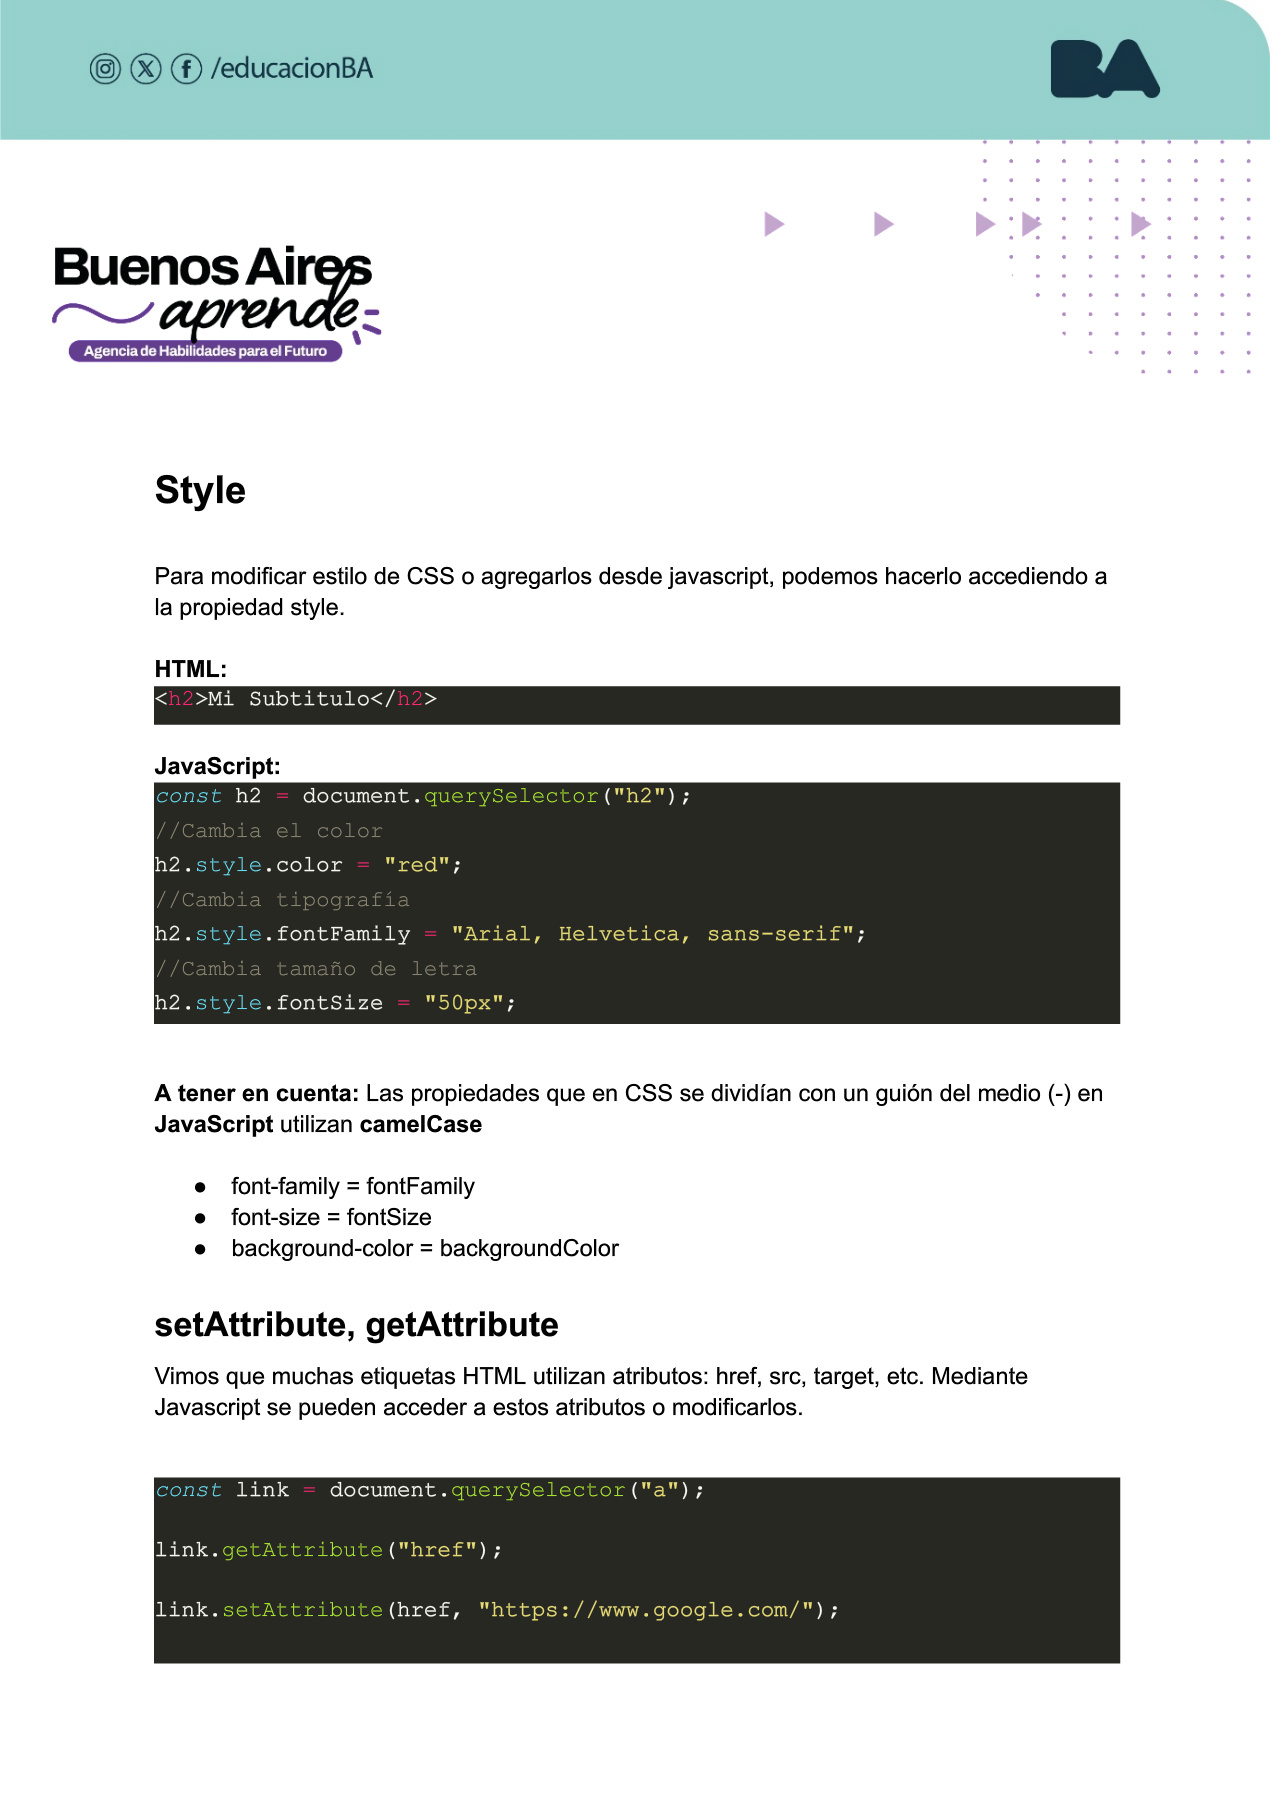 /educacionBA
BA
Buenos Aires
aprende
Agencia de Habilidades para el Futuro
Style
Para modificar estilo de CSS o agregarlos desde javascript, podemos hacerlo accediendo a
la propiedad style.
HTML:
<h2>Mi Subtitulo</h2>
JavaScript:
const h2 = document.querySelector("h2");
//Cambia el color
h2.style.color = "red";
//Cambia tipografía
h2.style.fontFamily = "Arial, Helvetica, sans-serif";
//Cambia tamaño de letra
h2.style.fontSize = "50px";
A tener en cuenta: Las propiedades que en CSS se dividían con un guión del medio (-) en
JavaScript utilizan camelCase
● font-family = fontFamily
● font-size = fontSize
● background-color = backgroundColor
setAttribute, getAttribute
Vimos que muchas etiquetas HTML utilizan atributos: href, src, target, etc. Mediante
Javascript se pueden acceder a estos atributos o modificarlos.
const link = document.querySelector("a");
link.getAttribute("href");
link.setAttribute(href, "https://www.google.com/");